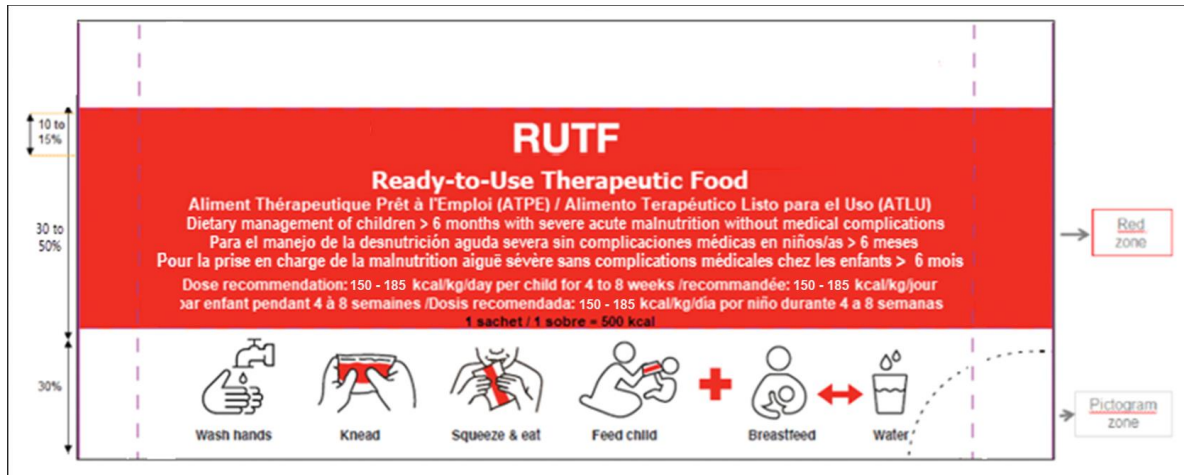 10 to
15%
30 to
50%
30%
RUTF
Ready-to-Use Therapeutic Food
Aliment Thérapeutique Prêt à l'Emploi (ATPE) / Alimento Terapéutico Listo para el Uso (ATLU)
Dietary management of children > 6 months with severe acute malnutrition without medical complications
Para el manejo de la desnutrición aguda severa sin complicaciones médicas en niños/as > 6 meses
Pour la prise en charge de la malnutrition aiguë sévère sans complications médicales chez les enfants > 6 mois
Dose recommendation: 150 - 185 kcal/kg/day per child for 4 to 8 weeks /recommandée: 150 - 185 kcal/kg/jour
par enfant pendant 4 à 8 semaines /Dosis recomendada: 150 - 185 kcal/kg/dìa por niño durante 4 a 8 semanas
1 sachet / 1 sobre = 500 kcal
Red
zone
Wash hands
Knead
Squeeze & eat
Feed child
Breastfeed
Water
Pictogram
zone